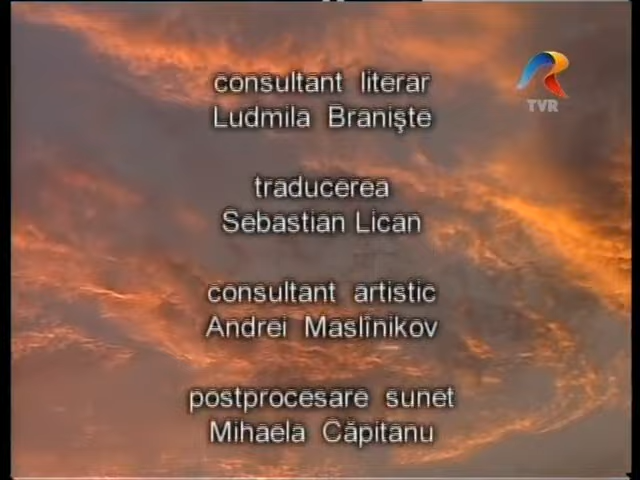 consultant literar
Ludmila Branişte
TVR
traducerea
Sebastian Lican
consultant artistic
Andrei Maslînikov
postprocesare sunet
Mihaela Căpitanu